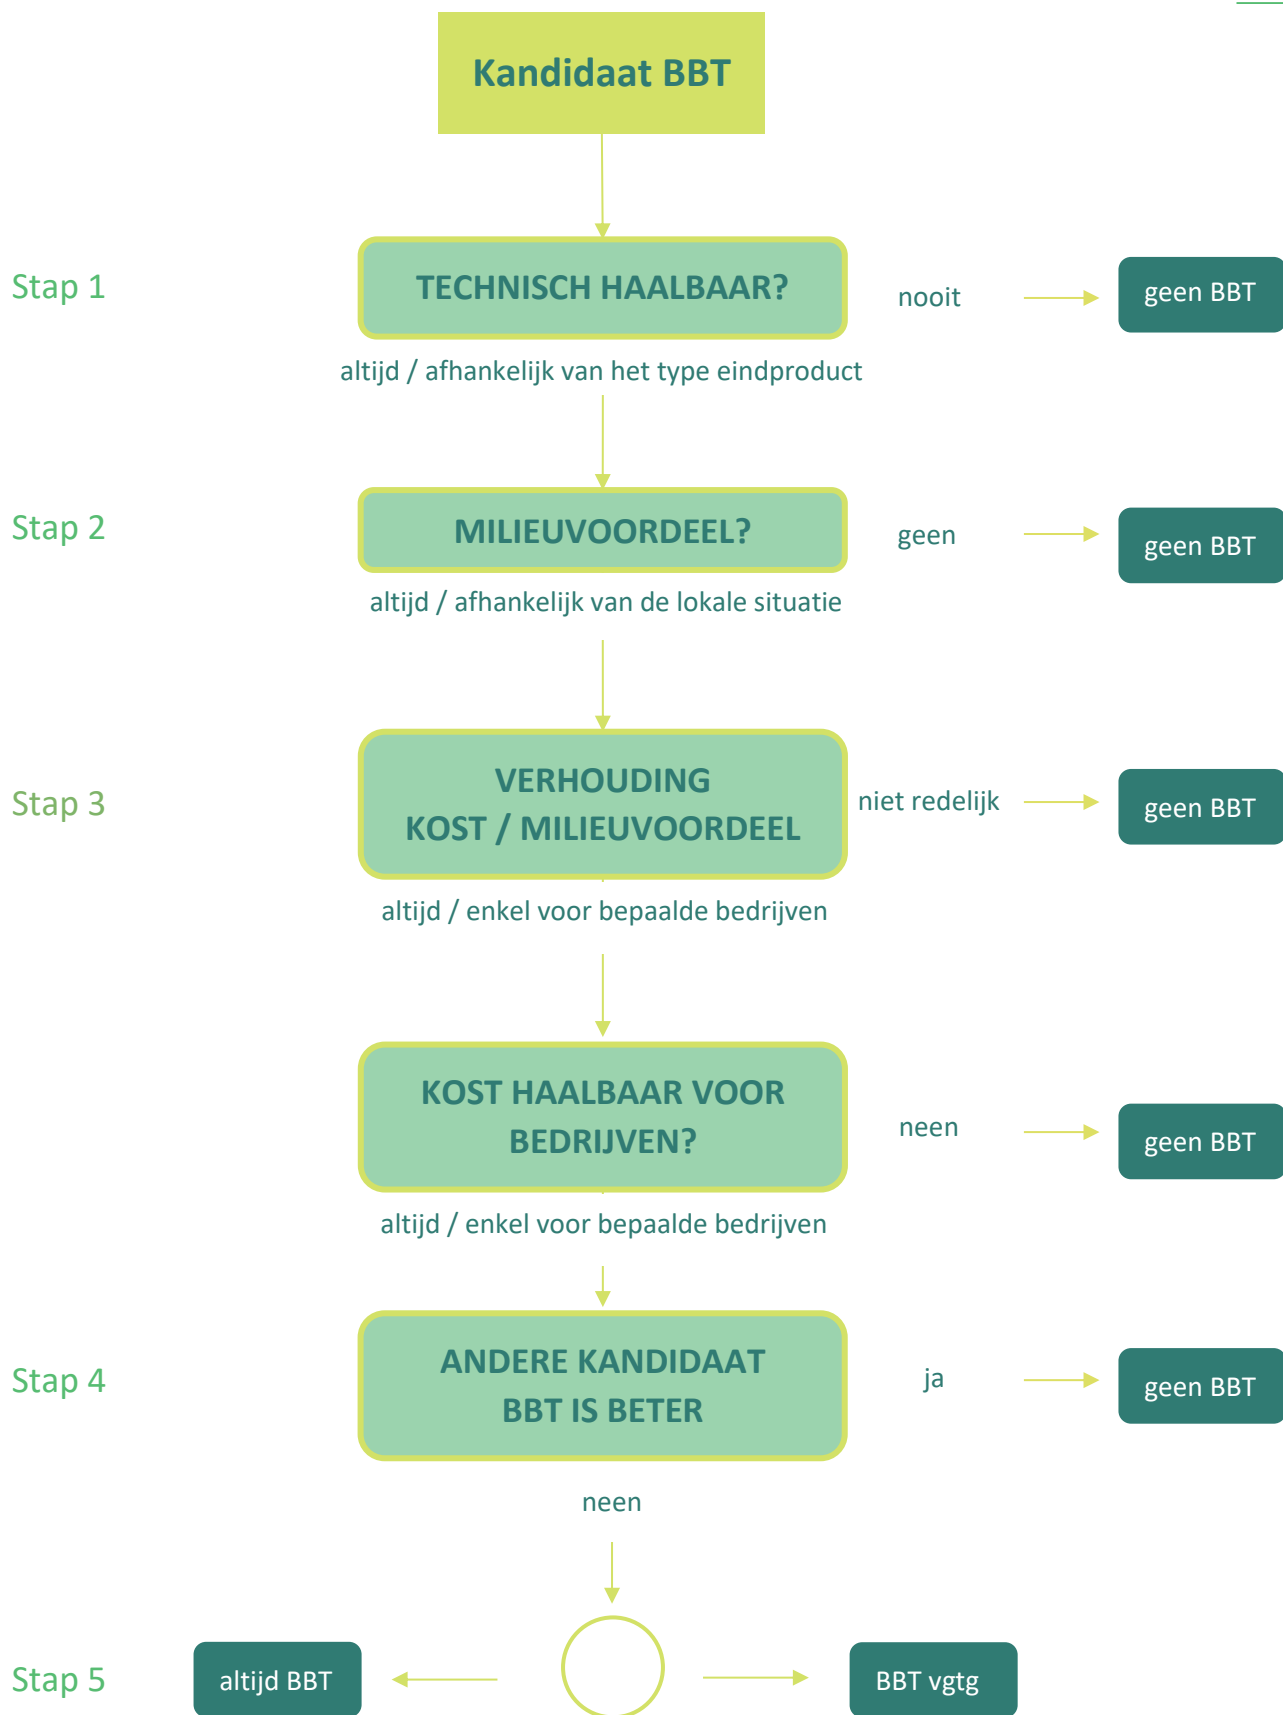 Kandidaat BBT
Stap 1
TECHNISCH HAALBAAR?
nooit
geen BBT
altijd / afhankelijk van het type eindproduct
Stap 2
MILIEUVOORDEEL?
geen
geen BBT
altijd / afhankelijk van de lokale situatie
Stap 3
VERHOUDING
KOST / MILIEUVOORDEEL
niet redelijk
geen BBT
altijd / enkel voor bepaalde bedrijven
KOST HAALBAAR VOOR
BEDRIJVEN?
neen
geen BBT
altijd / enkel voor bepaalde bedrijven
Stap 4
ANDERE KANDIDAAT
BBT IS BETER
ja
geen BBT
neen
Stap 5
altijd BBT
BBT vgtg